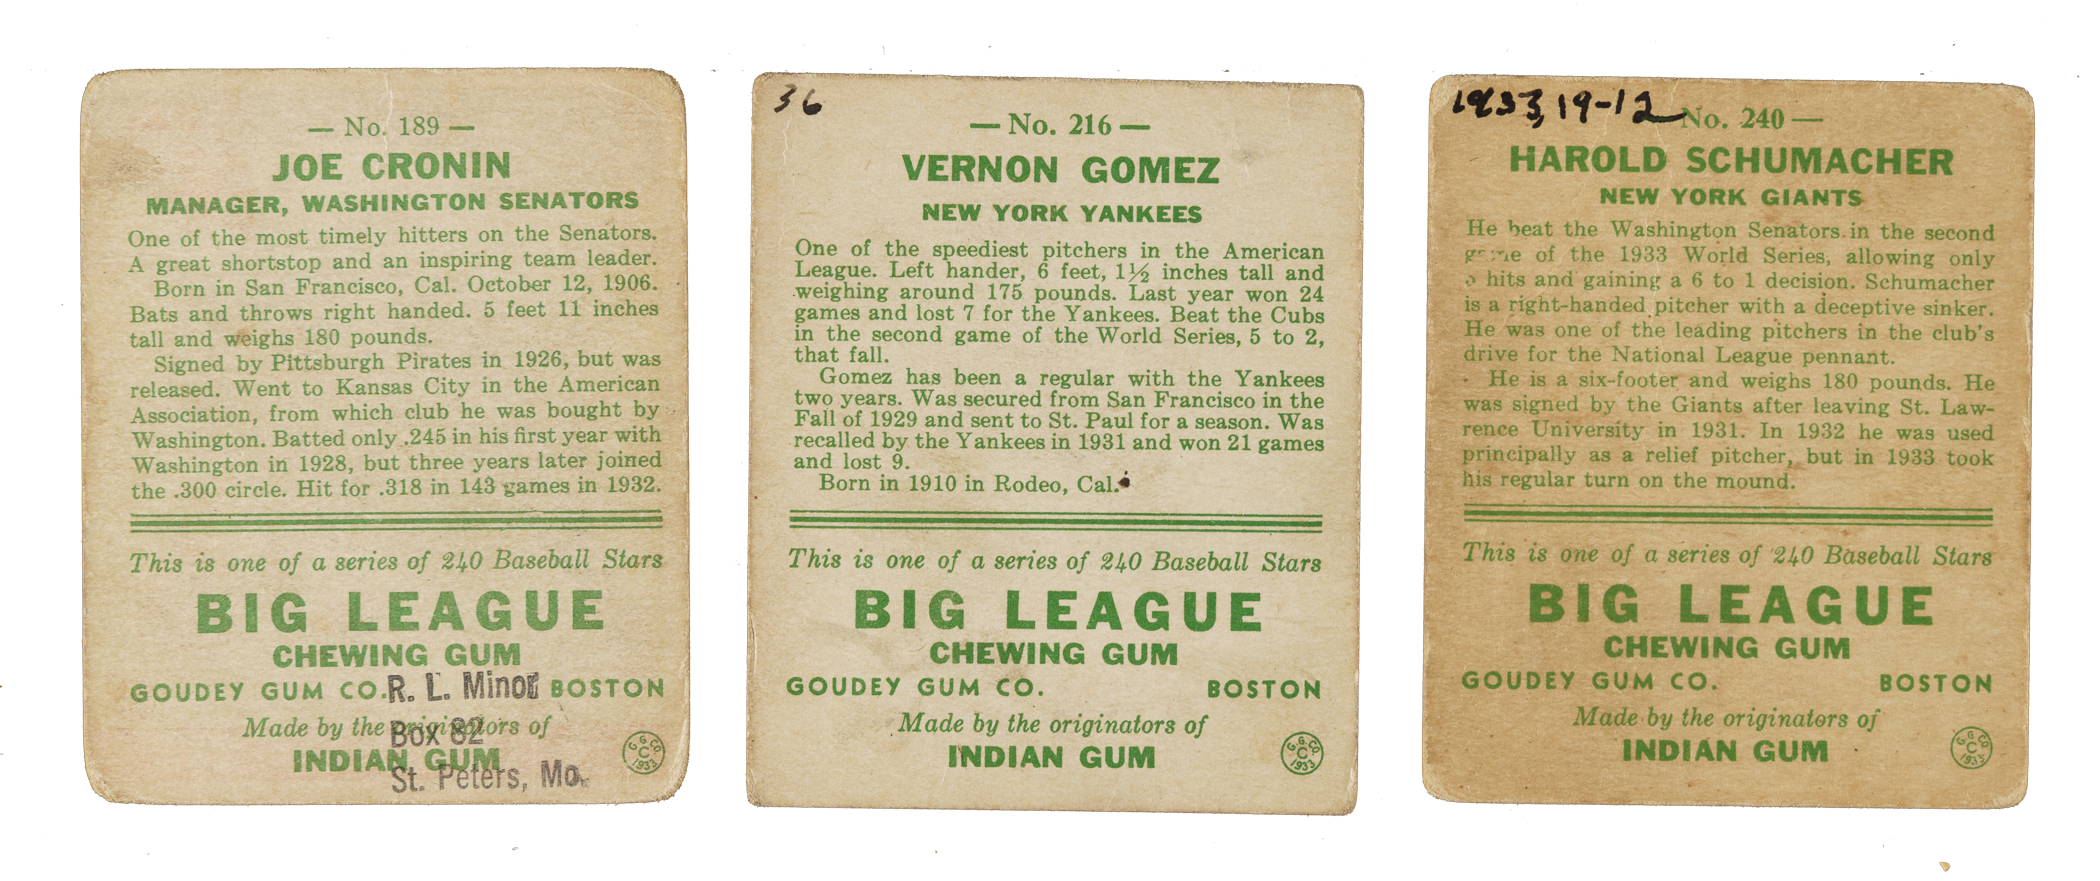 — No. 189 —
JOE CRONIN
MANAGER, WASHINGTON SENATORS
One of the most timely hitters on the Senators.
A great shortstop and an inspiring team leader.
Born in San Francisco, Cal. October 12, 1906.
Bats and throws right handed. 5 feet 11 inches
tall and weighs 180 pounds.
Signed by Pittsburgh Pirates in 1926, but was
released. Went to Kansas City in the American
Association, from which club he was bought by
Washington. Batted only .245 in his first year with
Washington in 1928, but three years later joined
the .300 circle. Hit for .318 in 143 games in 1932.
This is one of a series of 240 Baseball Stars
BIG LEAGUE
CHEWING GUM
GOUDEY GUM CO. BOSTON
Made by the originators of
INDIAN GUM
G. G. CO.
C
1933
R. L. Minor
Box 82
St. Peters, Mo.
36
— No. 216 —
VERNON GOMEZ
NEW YORK YANKEES
One of the speediest pitchers in the American
League. Left hander, 6 feet, 1½ inches tall and
weighing around 175 pounds. Last year won 24
games and lost 7 for the Yankees. Beat the Cubs
in the second game of the World Series, 5 to 2,
that fall.
Gomez has been a regular with the Yankees
two years. Was secured from San Francisco in the
Fall of 1929 and sent to St. Paul for a season. Was
recalled by the Yankees in 1931 and won 21 games
and lost 9.
Born in 1910 in Rodeo, Cal.
This is one of a series of 240 Baseball Stars
BIG LEAGUE
CHEWING GUM
GOUDEY GUM CO. BOSTON
Made by the originators of
INDIAN GUM
G. G. CO.
C
1933
1933, 19-12
No. 240 —
HAROLD SCHUMACHER
NEW YORK GIANTS
He beat the Washington Senators in the second
game of the 1933 World Series, allowing only
hits and gaining a 6 to 1 decision. Schumacher
is a right-handed pitcher with a deceptive sinker.
He was one of the leading pitchers in the club's
drive for the National League pennant.
He is a six-footer and weighs 180 pounds. He
was signed by the Giants after leaving St. Law-
rence University in 1931. In 1932 he was used
principally as a relief pitcher, but in 1933 took
his regular turn on the mound.
This is one of a series of 240 Baseball Stars
BIG LEAGUE
CHEWING GUM
GOUDEY GUM CO. BOSTON
Made by the originators of
INDIAN GUM
G. G. CO.
C
1933